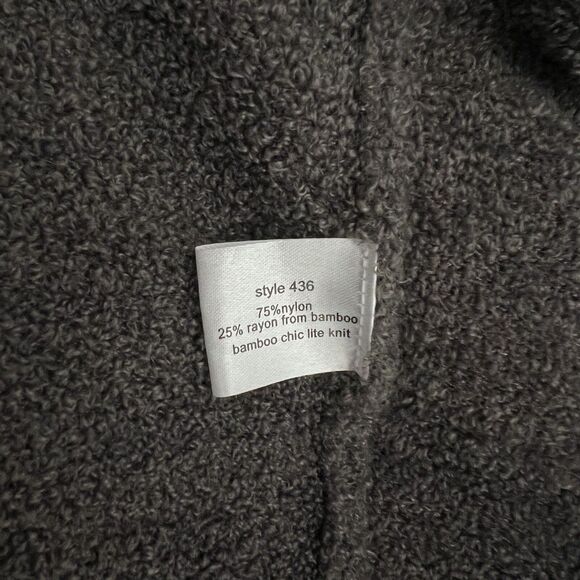 style 436
75%nylon
25% rayon from bamboo
bamboo chic lite knit